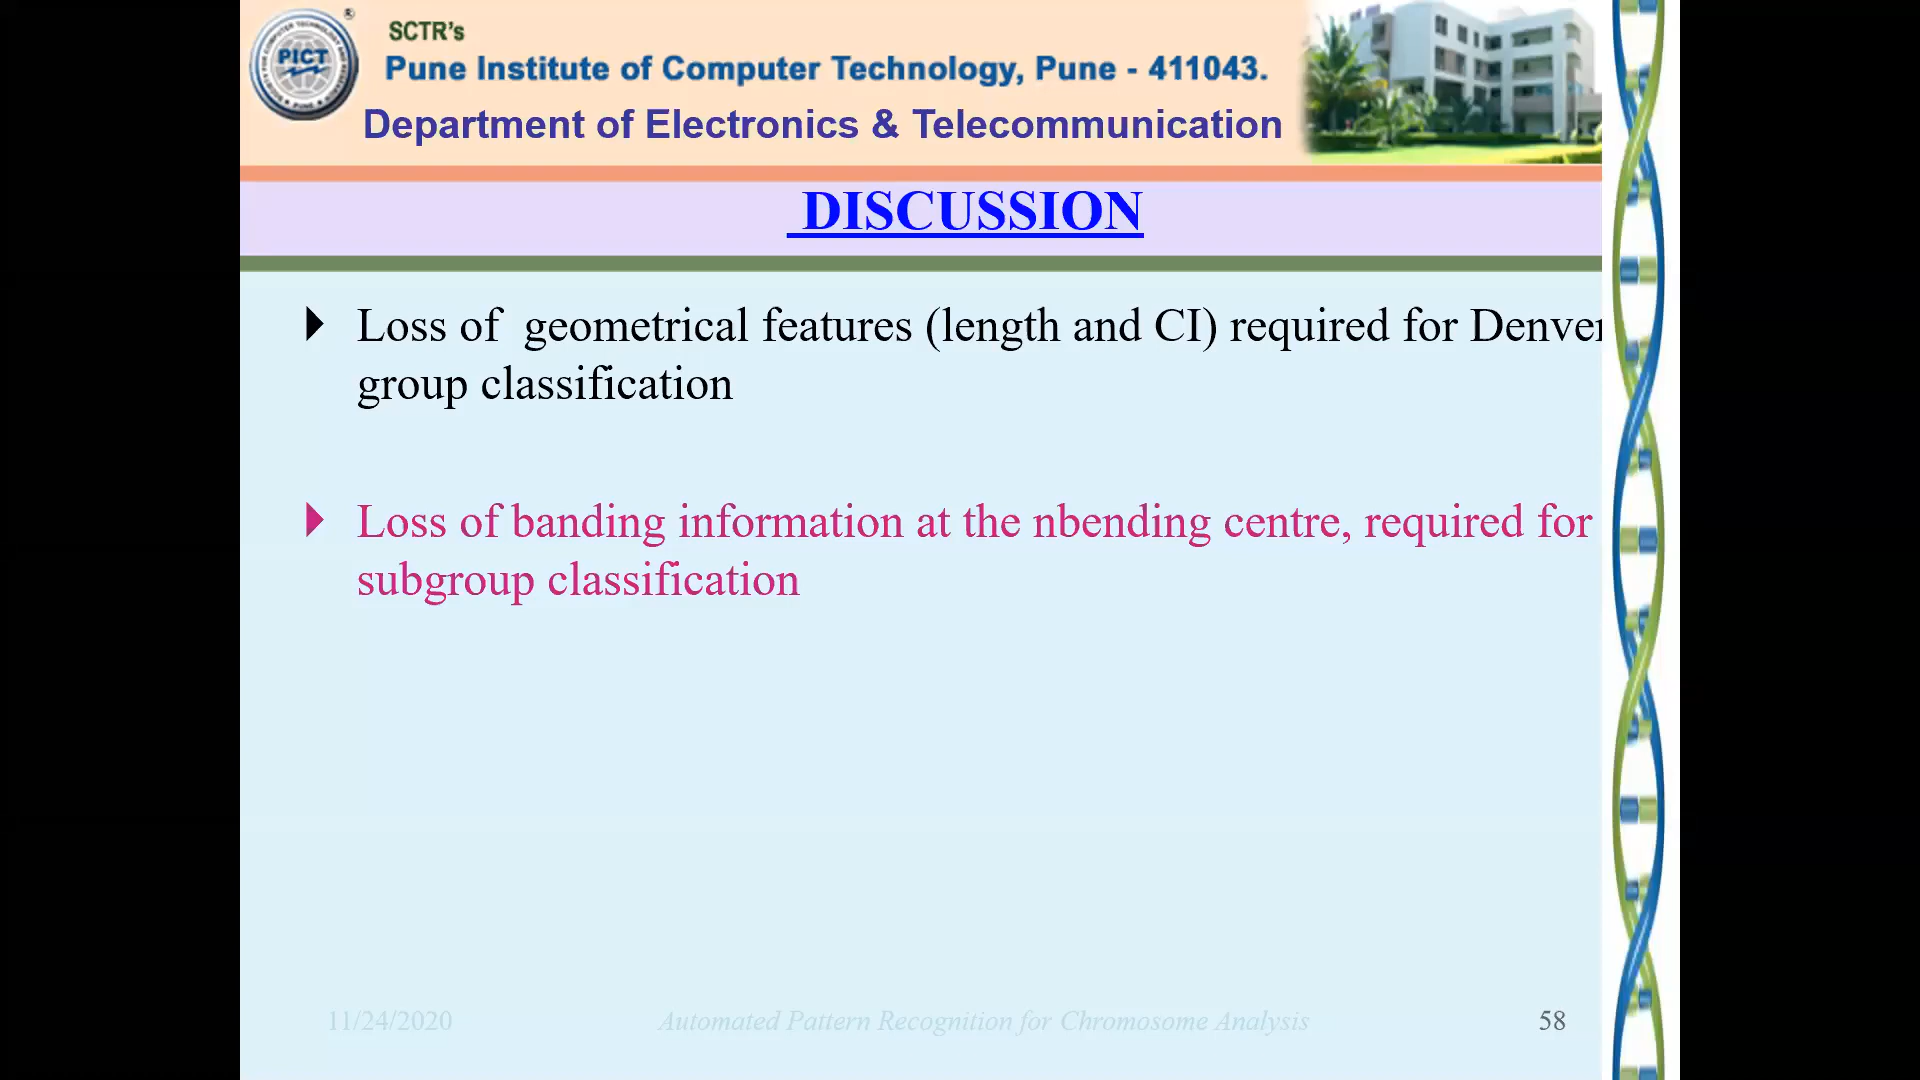 PICT
®
SCTR's
Pune Institute of Computer Technology, Pune - 411043.
Department of Electronics & Telecommunication
DISCUSSION
Loss of geometrical features (length and CI) required for Denver
group classification
Loss of banding information at the nbending centre, required for
subgroup classification
11/24/2020 Automated Pattern Recognition for Chromosome Analysis 58